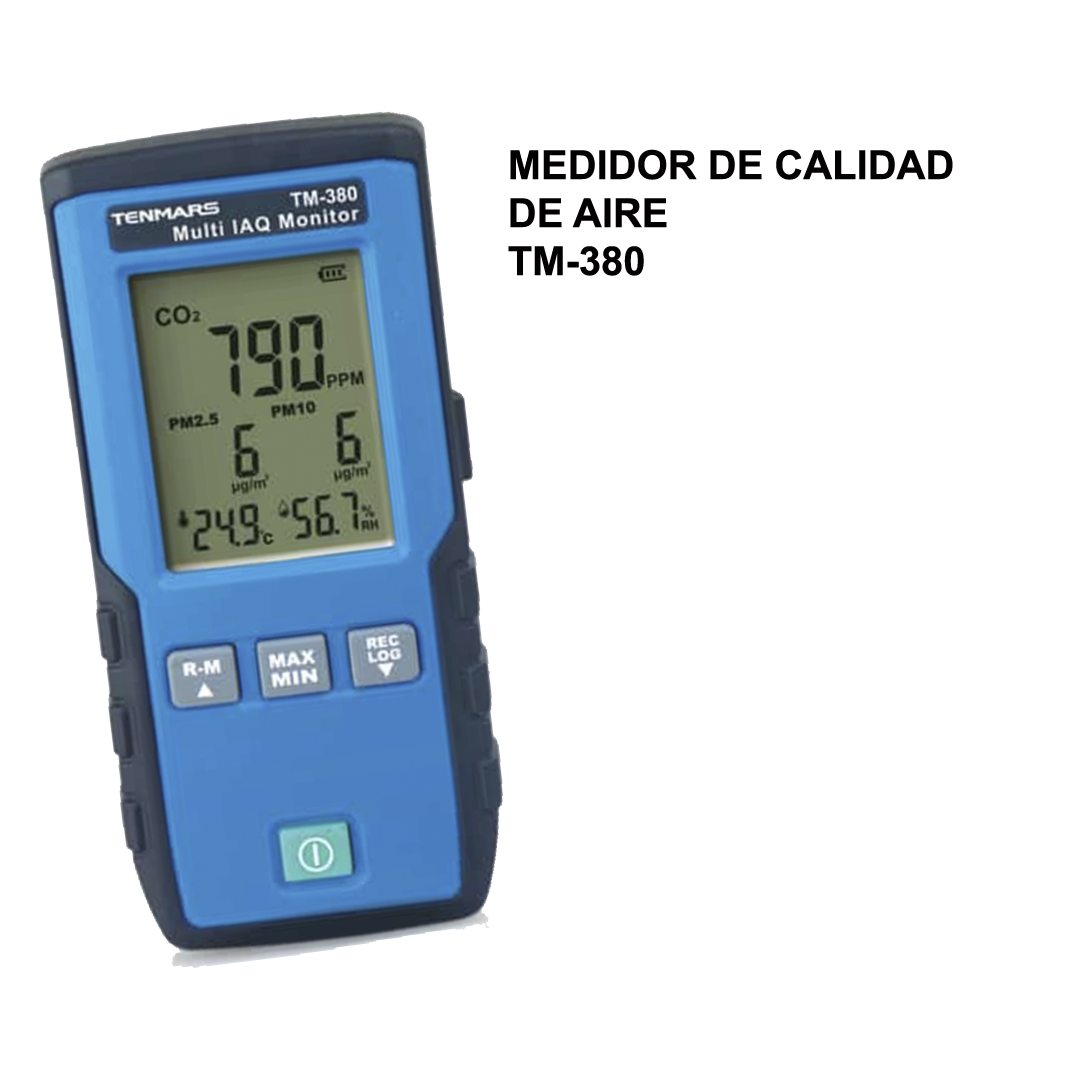 MEDIDOR DE CALIDAD
DE AIRE
TM-380
TENMARS TM-380
Multi IAQ Monitor
CO₂
790 PPM
PM2.5 PM10
6 µg/m³ 6 µg/m³
24.9 °C 56.7 % RH
R-M ▲
MAX
MIN
REC
LOG ▼